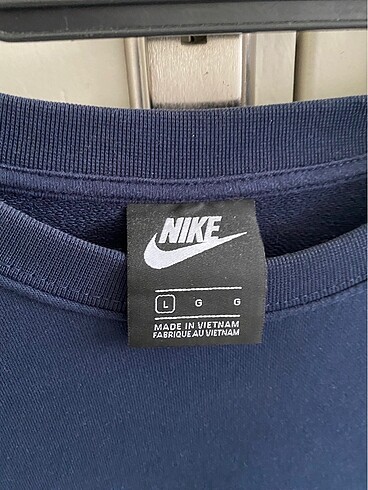 NIKE
L G G
MADE IN VIETNAM
FABRIQUÉ AU VIETNAM